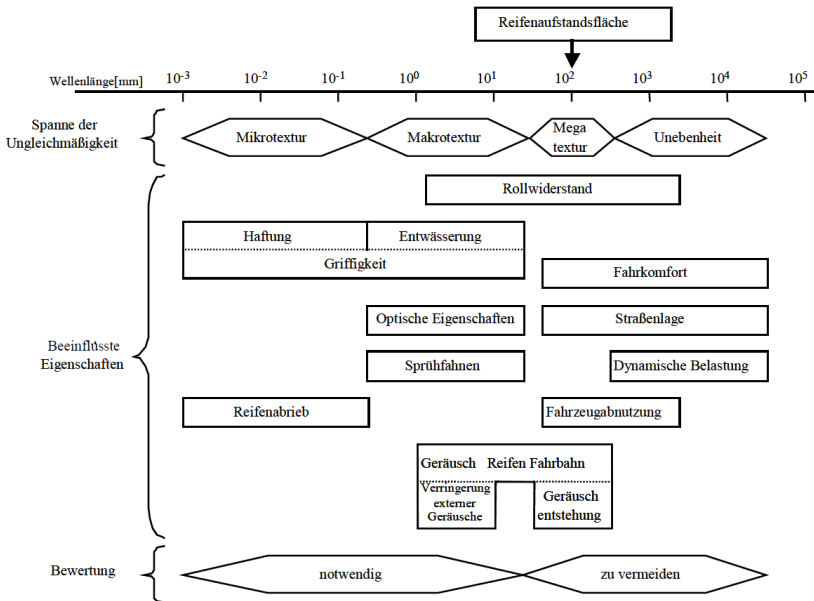 Reifenaufstandsfläche
Wellenlänge[mm] 10⁻³ 10⁻² 10⁻¹ 10⁰ 10¹ 10² 10³ 10⁴ 10⁵
Spanne der
Ungleichmäßigkeit
Mikrotextur Makrotextur
Mega
textur
Unebenheit
Rollwiderstand
Haftung Entwässerung
Griffigkeit
Fahrkomfort
Optische Eigenschaften Straßenlage
Beeinflüsste
Eigenschaften
Sprühfahnen Dynamische Belastung
Reifenabrieb Fahrzeugabnutzung
Geräusch Reifen Fahrbahn
Verringerung
externer
Geräusche
Geräusch
entstehung
Bewertung notwendig zu vermeiden